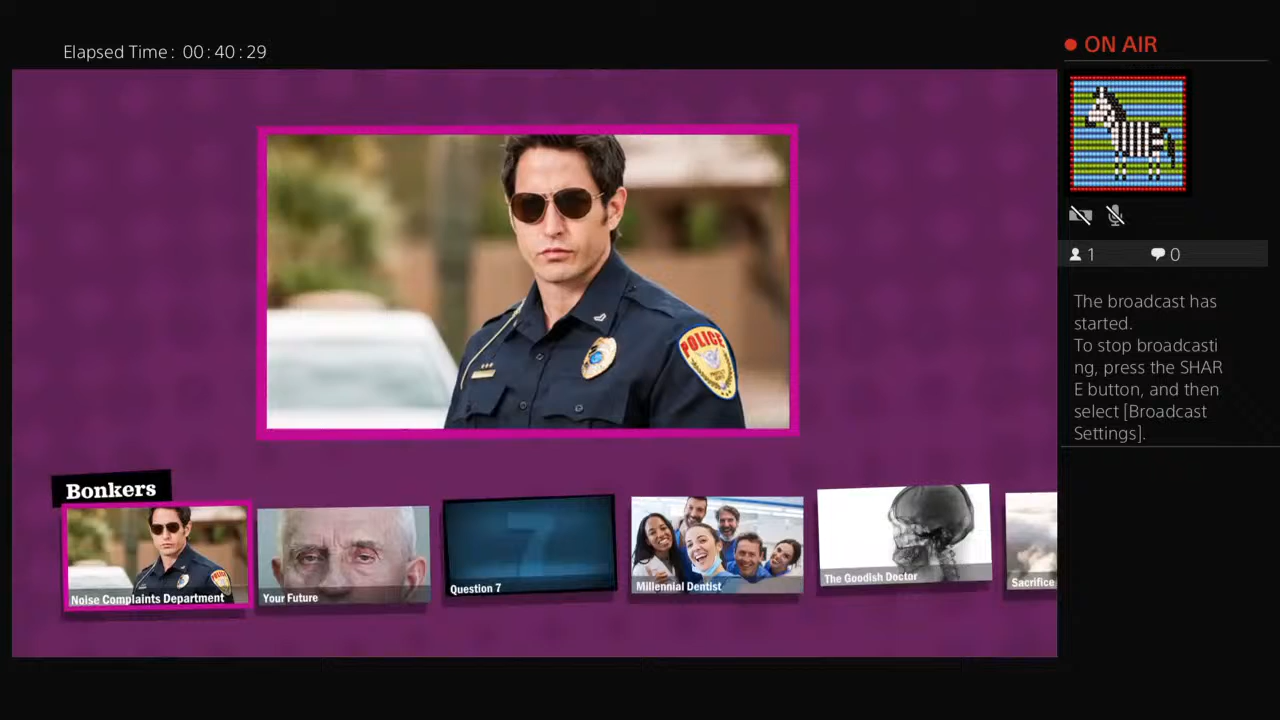 Elapsed Time: 00:40:29
ON AIR
1
0
The broadcast has
started.
To stop broadcasti
ng, press the SHAR
E button, and then
select [Broadcast
Settings].
POLICE
Bonkers
Noise Complaints Department
Your Future
7
Question 7
Millennial Dentist
The Goodish Doctor
Sacrifice